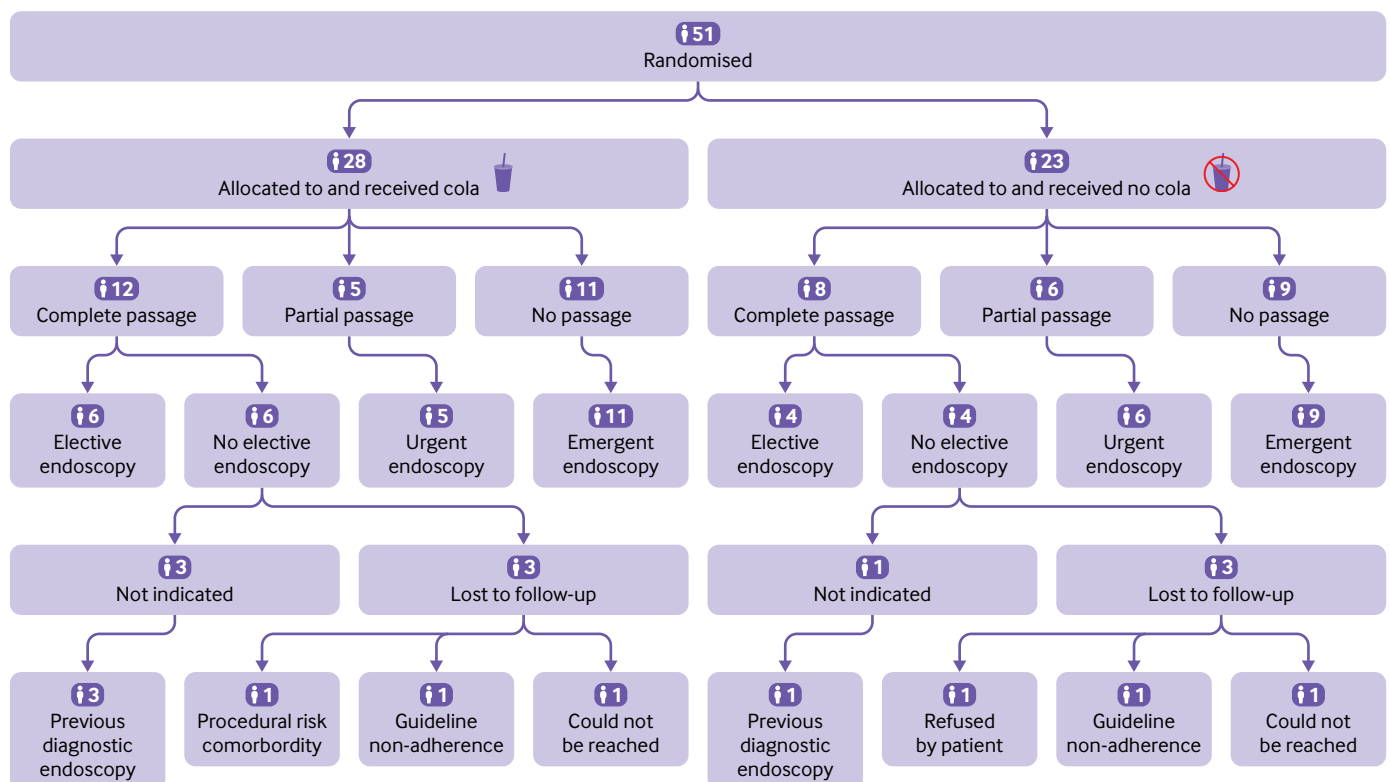 51
Randomised
28
Allocated to and received cola
23
Allocated to and received no cola
12
Complete passage
5
Partial passage
11
No passage
8
Complete passage
6
Partial passage
9
No passage
6
Elective
endoscopy
6
No elective
endoscopy
5
Urgent
endoscopy
11
Emergent
endoscopy
4
Elective
endoscopy
4
No elective
endoscopy
6
Urgent
endoscopy
9
Emergent
endoscopy
3
Not indicated
3
Lost to follow-up
1
Not indicated
3
Lost to follow-up
3
Previous
diagnostic
endoscopy
1
Procedural risk
comorbordity
1
Guideline
non-adherence
1
Could not
be reached
1
Previous
diagnostic
endoscopy
1
Refused
by patient
1
Guideline
non-adherence
1
Could not
be reached